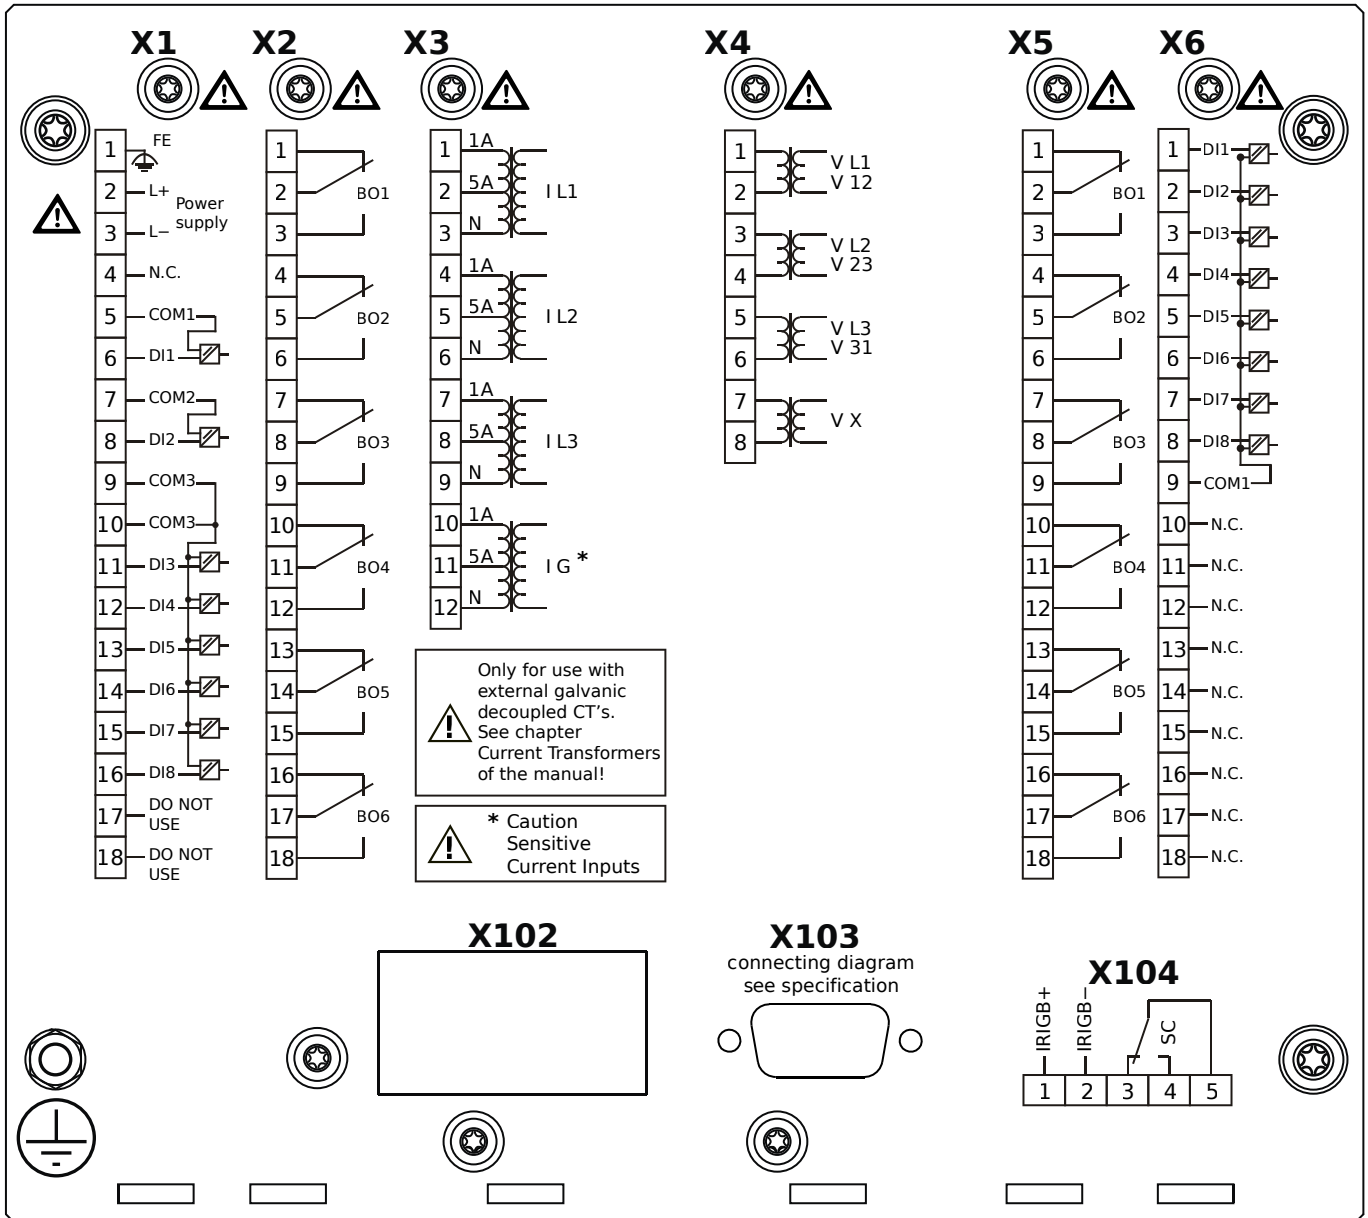 X1
X2
X3
X4
X5
X6
1 FE
2 L+
Power
supply
3 L−
4 N.C.
5 COM1
6 DI1
7 COM2
8 DI2
9 COM3
10 COM3
11 DI3
12 DI4
13 DI5
14 DI6
15 DI7
16 DI8
17 DO NOT
USE
18 DO NOT
USE
1
2 BO1
3
4
5 BO2
6
7
8 BO3
9
10
11 BO4
12
13
14 BO5
15
16
17 BO6
18
1 1A
2 5A I L1
3 N
4 1A
5 5A I L2
6 N
7 1A
8 5A I L3
9 N
10 1A
11 5A I G *
12 N
Only for use with
external galvanic
decoupled CT's.
See chapter
Current Transformers
of the manual!
* Caution
Sensitive
Current Inputs
1 V L1
2 V 12
3 V L2
4 V 23
5 V L3
6 V 31
7 V X
8
1
2 BO1
3
4
5 BO2
6
7
8 BO3
9
10
11 BO4
12
13
14 BO5
15
16
17 BO6
18
1 DI1
2 DI2
3 DI3
4 DI4
5 DI5
6 DI6
7 DI7
8 DI8
9 COM1
10 N.C.
11 N.C.
12 N.C.
13 N.C.
14 N.C.
15 N.C.
16 N.C.
17 N.C.
18 N.C.
X102
X103
connecting diagram
see specification
X104
IRIGB+
IRIGB−
SC
1 2 3 4 5